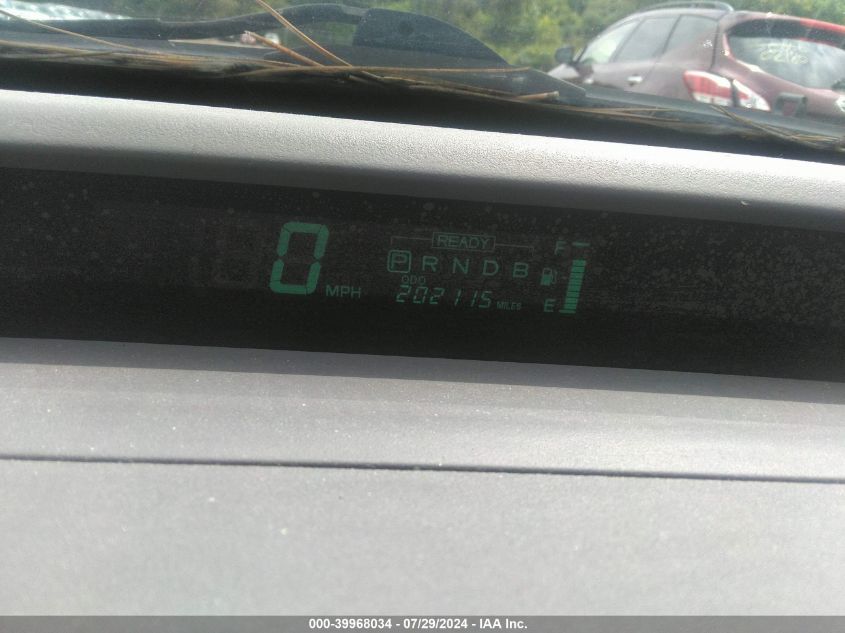 READY
F
0 MPH
P R N D B
ODO
202115 MILES
E
000-39968034 - 07/29/2024 - IAA Inc.